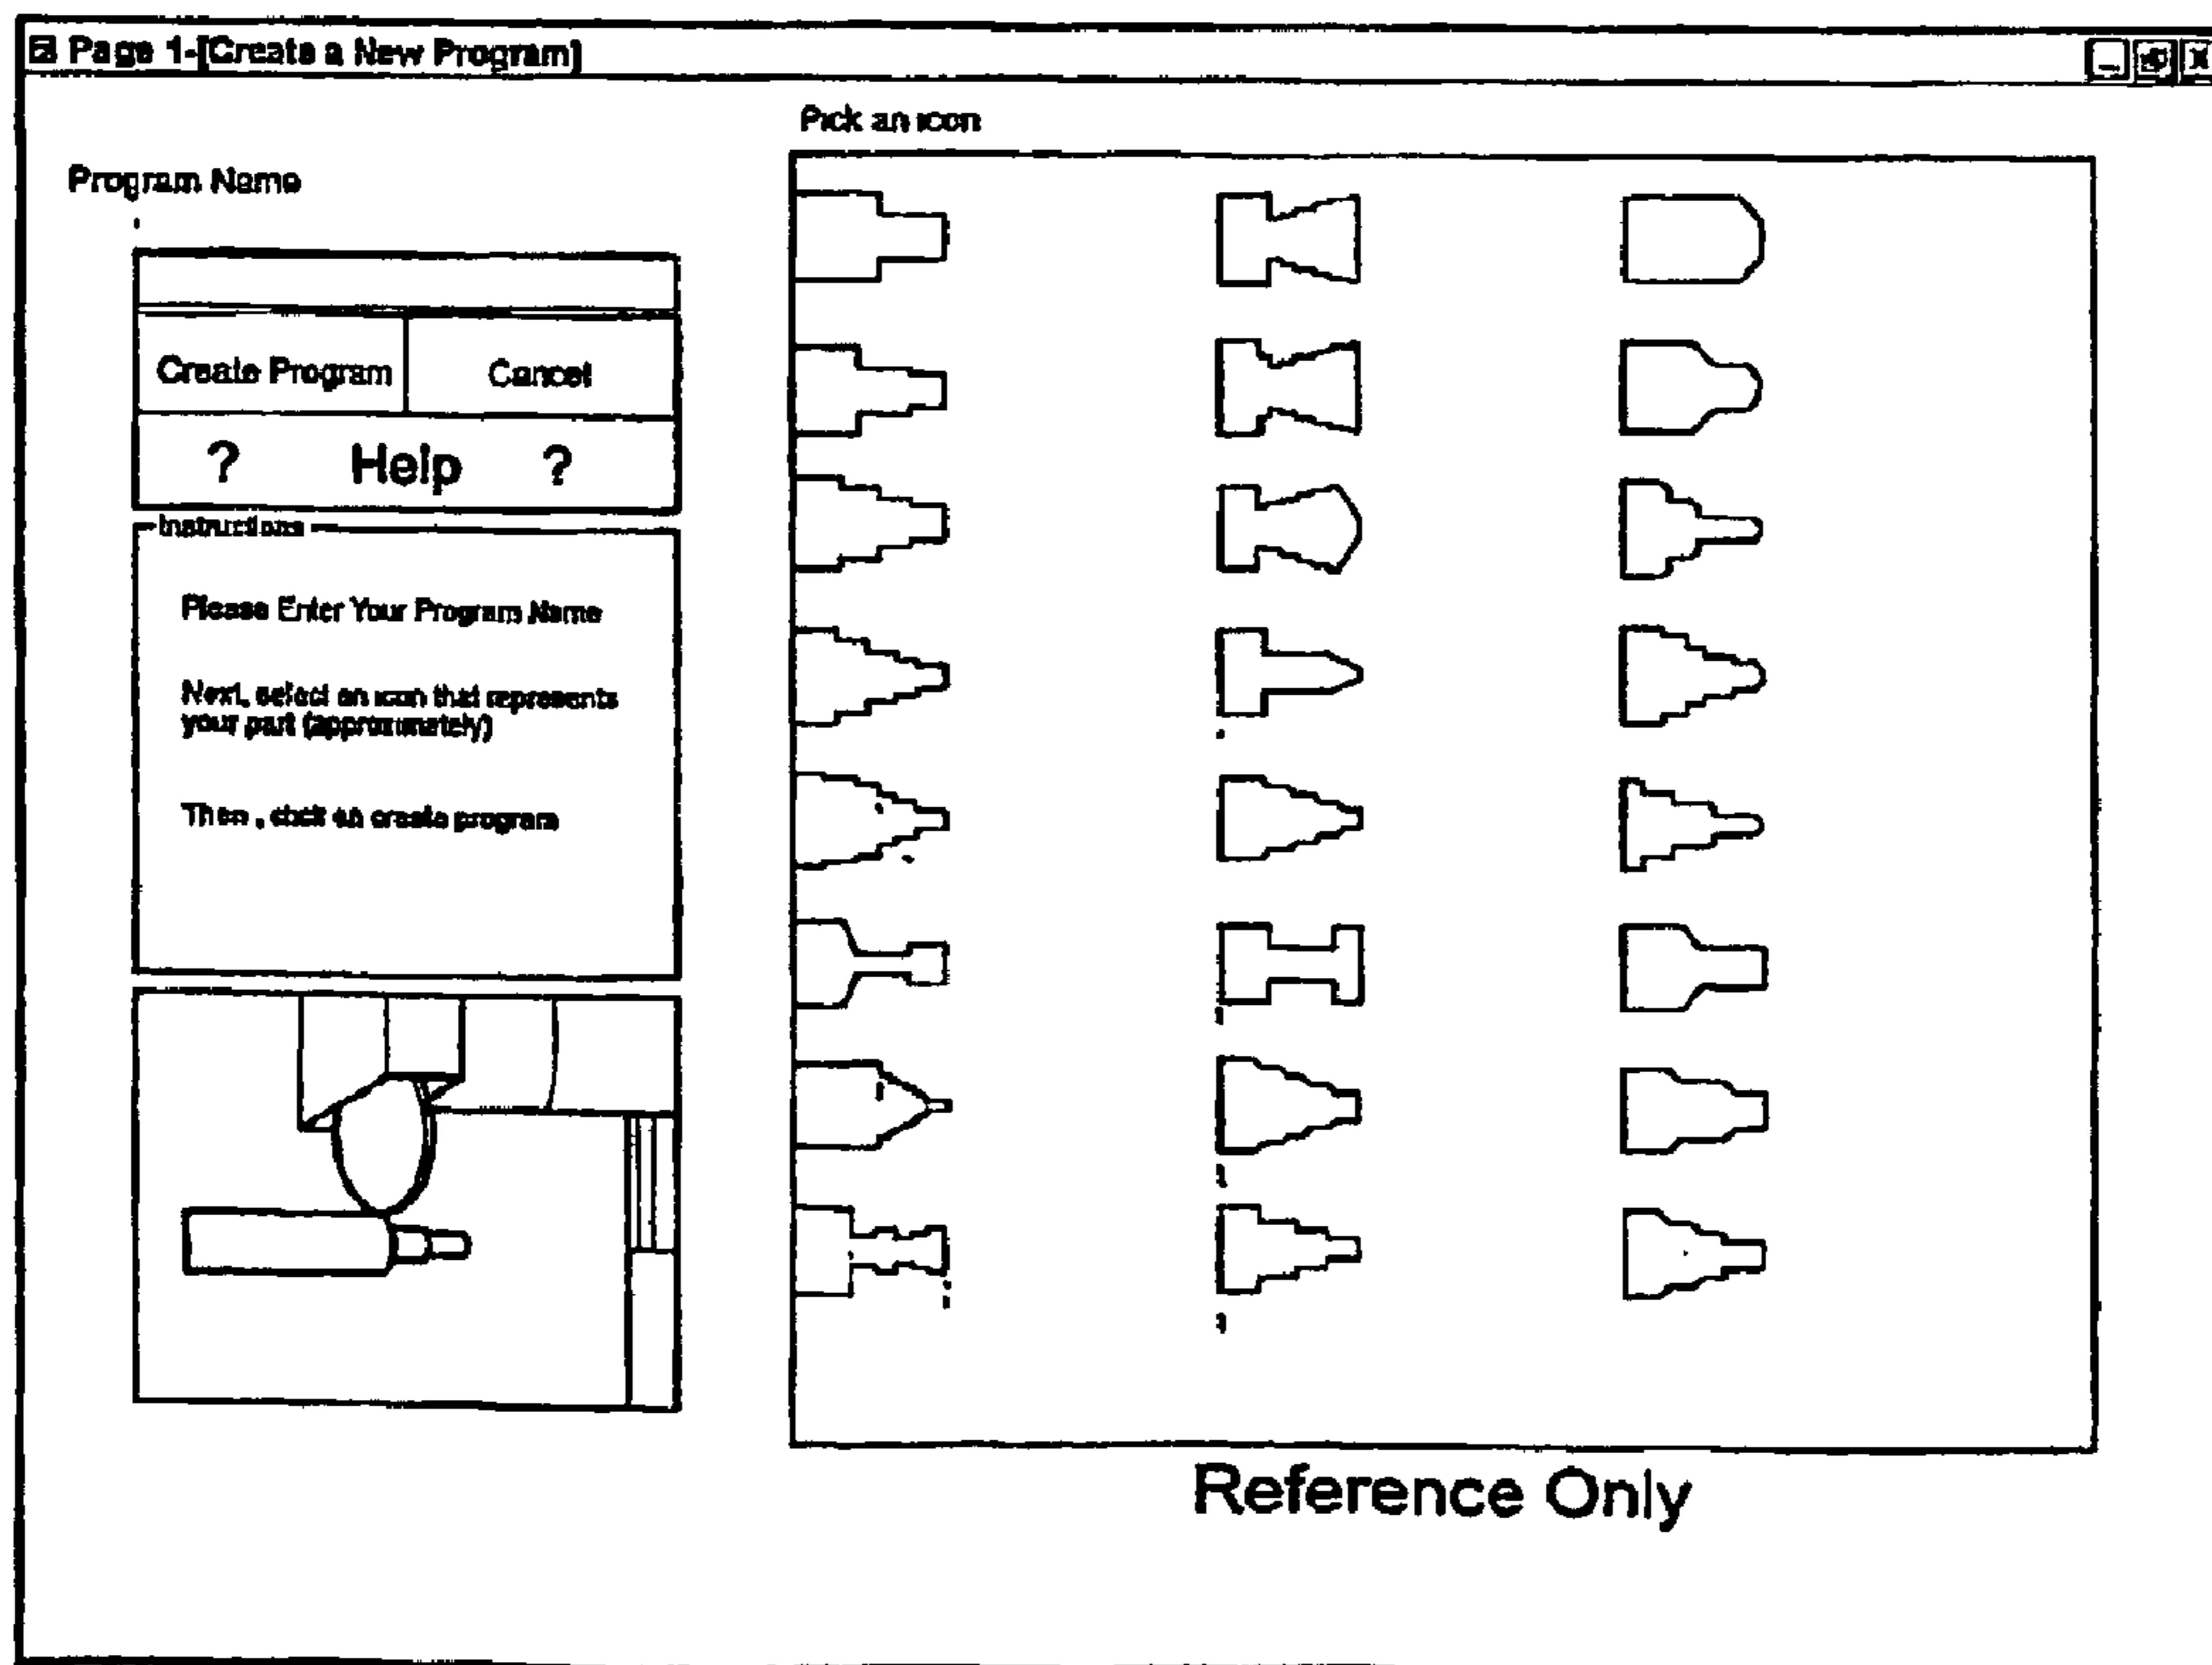 Page 1-[Create a New Program]
Pick an icon
Program Name
Create Program
Cancel
? Help ?
Instructions
Please Enter Your Program Name
Next, select an icon that represents
your part (approximately)
Then , click on create program
Reference Only